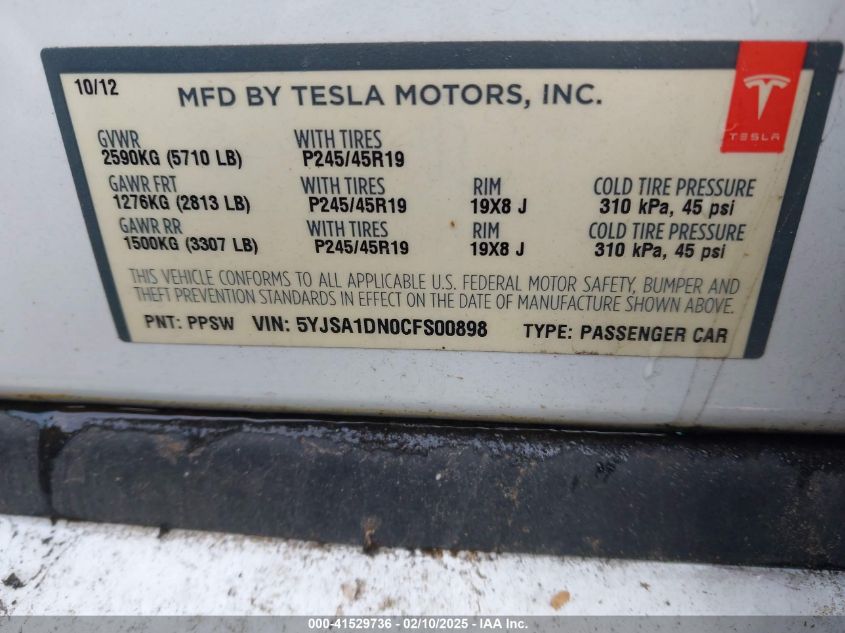 10/12
MFD BY TESLA MOTORS, INC.
TESLA
GVWR WITH TIRES
2590KG (5710 LB) P245/45R19
GAWR FRT WITH TIRES RIM COLD TIRE PRESSURE
1276KG (2813 LB) P245/45R19 19X8 J 310 kPa, 45 psi
GAWR RR WITH TIRES RIM COLD TIRE PRESSURE
1500KG (3307 LB) P245/45R19 19X8 J 310 kPa, 45 psi
THIS VEHICLE CONFORMS TO ALL APPLICABLE U.S. FEDERAL MOTOR SAFETY, BUMPER AND
THEFT PREVENTION STANDARDS IN EFFECT ON THE DATE OF MANUFACTURE SHOWN ABOVE.
PNT: PPSW VIN: 5YJSA1DN0CFS00898 TYPE: PASSENGER CAR
000-41529736 - 02/10/2025 - IAA Inc.